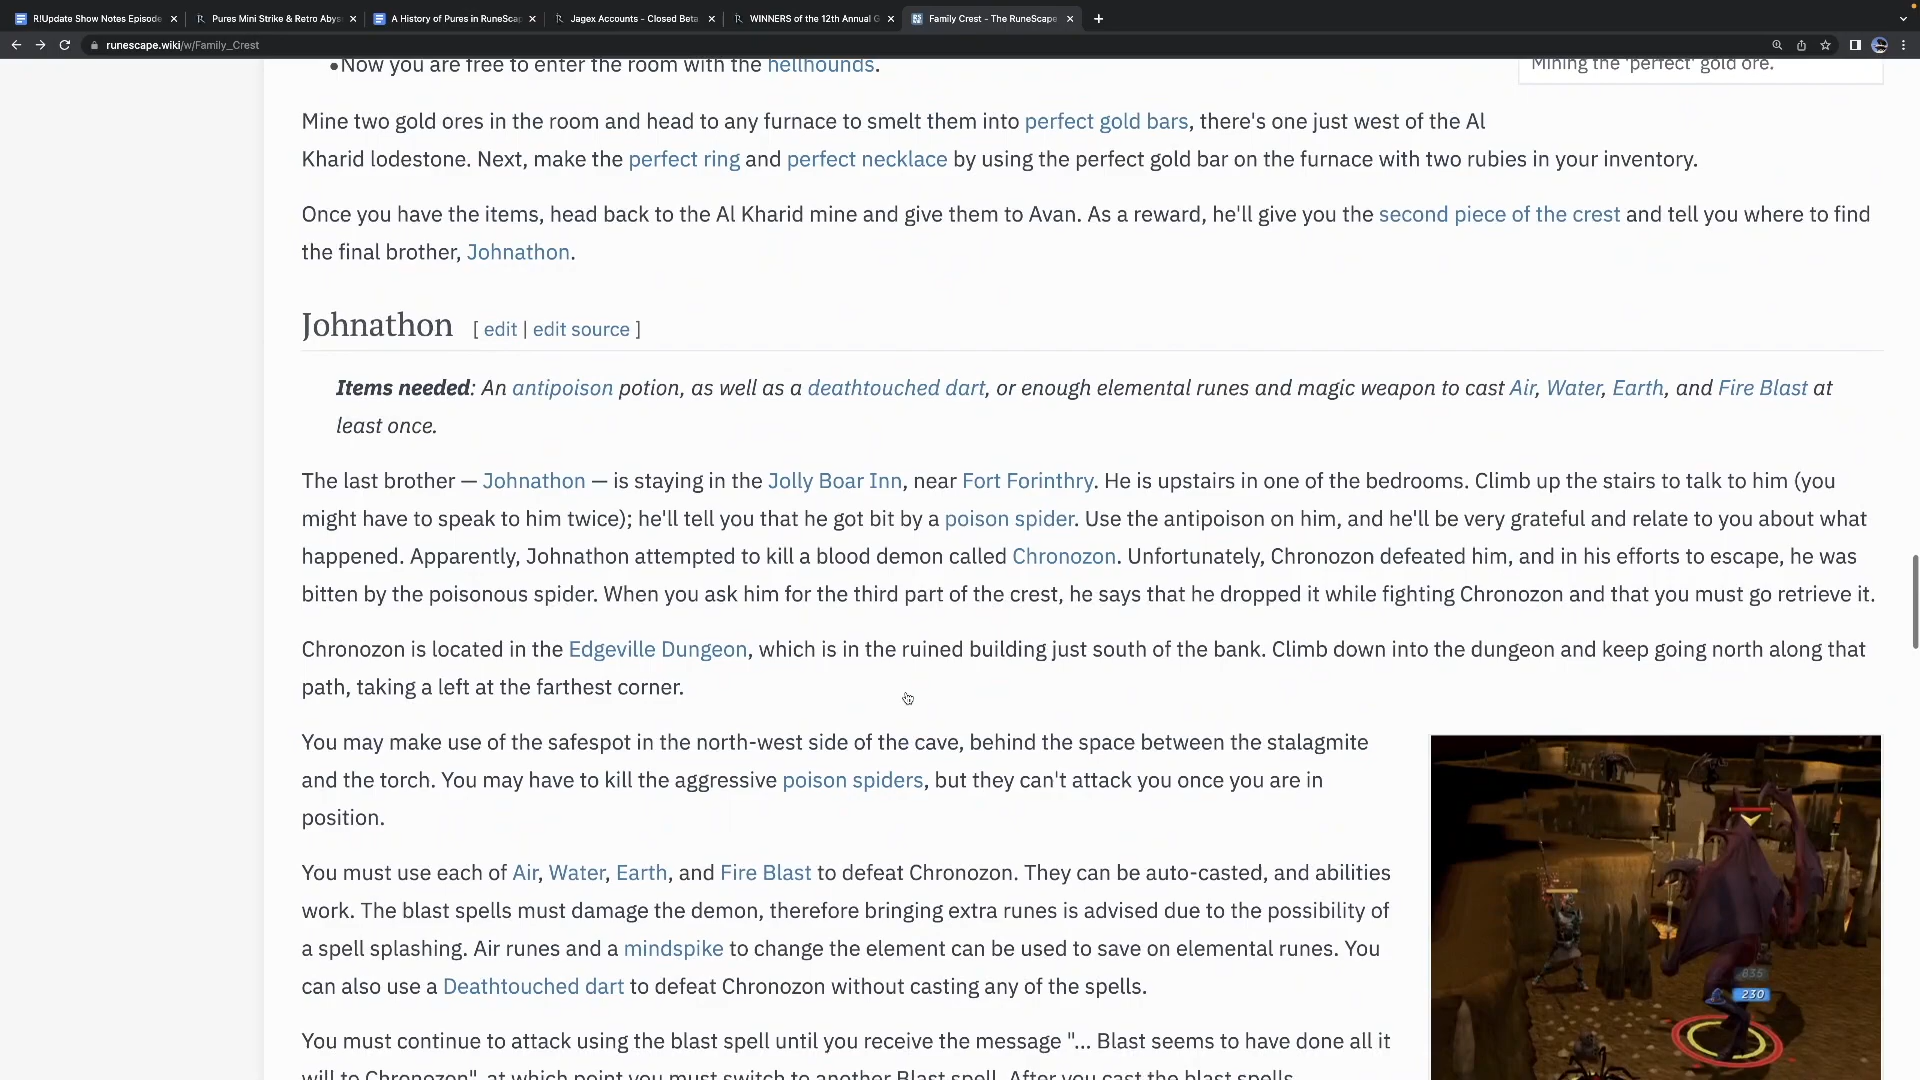 R!Update Show Notes Episode
Pures Mini Strike & Retro Abys
A History of Pures in RuneScap
Jagex Accounts - Closed Beta
WINNERS of the 12th Annual G
Family Crest - The RuneScape
runescape.wiki/w/Family_Crest
•Now you are free to enter the room with the hellhounds.
Mining the 'perfect' gold ore.
Mine two gold ores in the room and head to any furnace to smelt them into perfect gold bars, there's one just west of the Al
Kharid lodestone. Next, make the perfect ring and perfect necklace by using the perfect gold bar on the furnace with two rubies in your inventory.
Once you have the items, head back to the Al Kharid mine and give them to Avan. As a reward, he'll give you the second piece of the crest and tell you where to find
the final brother, Johnathon.
Johnathon [ edit | edit source ]
Items needed: An antipoison potion, as well as a deathtouched dart, or enough elemental runes and magic weapon to cast Air, Water, Earth, and Fire Blast at
least once.
The last brother — Johnathon — is staying in the Jolly Boar Inn, near Fort Forinthry. He is upstairs in one of the bedrooms. Climb up the stairs to talk to him (you
might have to speak to him twice); he'll tell you that he got bit by a poison spider. Use the antipoison on him, and he'll be very grateful and relate to you about what
happened. Apparently, Johnathon attempted to kill a blood demon called Chronozon. Unfortunately, Chronozon defeated him, and in his efforts to escape, he was
bitten by the poisonous spider. When you ask him for the third part of the crest, he says that he dropped it while fighting Chronozon and that you must go retrieve it.
Chronozon is located in the Edgeville Dungeon, which is in the ruined building just south of the bank. Climb down into the dungeon and keep going north along that
path, taking a left at the farthest corner.
You may make use of the safespot in the north-west side of the cave, behind the space between the stalagmite
and the torch. You may have to kill the aggressive poison spiders, but they can't attack you once you are in
position.
You must use each of Air, Water, Earth, and Fire Blast to defeat Chronozon. They can be auto-casted, and abilities
work. The blast spells must damage the demon, therefore bringing extra runes is advised due to the possibility of
a spell splashing. Air runes and a mindspike to change the element can be used to save on elemental runes. You
can also use a Deathtouched dart to defeat Chronozon without casting any of the spells.
835
230
You must continue to attack using the blast spell until you receive the message "... Blast seems to have done all it
will to Chronozon", at which point you must switch to another Blast spell. After you cast the blast spells